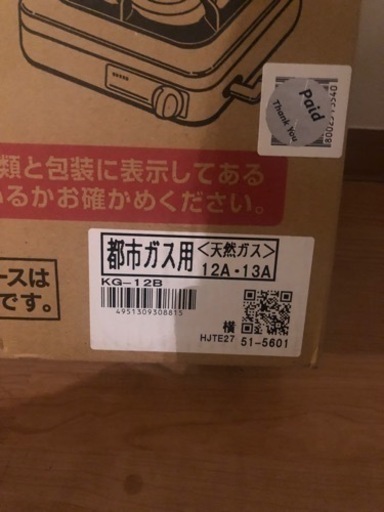 Paid
Thank You
類と包装に表示してある
いるかお確かめください。
都市ガス用
<天然ガス>
12A・13A
KG-12B
4951309308815
横
HJTE27
51-5601
ースは
です。